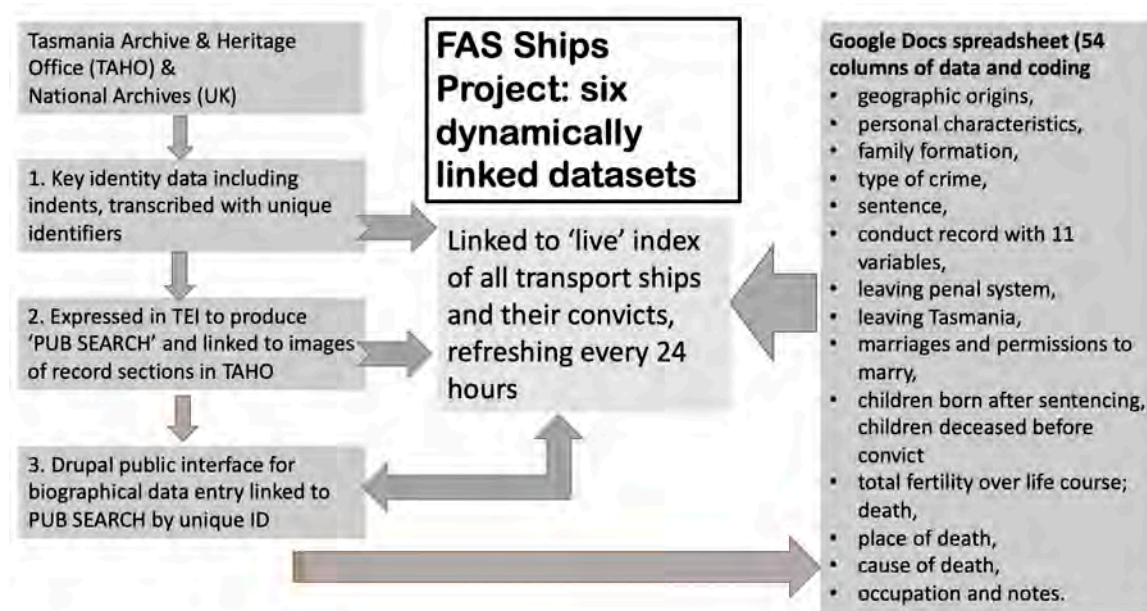 Tasmania Archive & Heritage
Office (TAHO) &
National Archives (UK)
1. Key identity data including
indents, transcribed with unique
identifiers
2. Expressed in TEI to produce
‘PUB SEARCH’ and linked to images
of record sections in TAHO
3. Drupal public interface for
biographical data entry linked to
PUB SEARCH by unique ID
FAS Ships
Project: six
dynamically
linked datasets
Linked to ‘live’ index
of all transport ships
and their convicts,
refreshing every 24
hours
Google Docs spreadsheet (54
columns of data and coding
• geographic origins,
• personal characteristics,
• family formation,
• type of crime,
• sentence,
• conduct record with 11
variables,
• leaving penal system,
• leaving Tasmania,
• marriages and permissions to
marry,
• children born after sentencing,
children deceased before
convict
• total fertility over life course;
death,
• place of death,
• cause of death,
• occupation and notes.